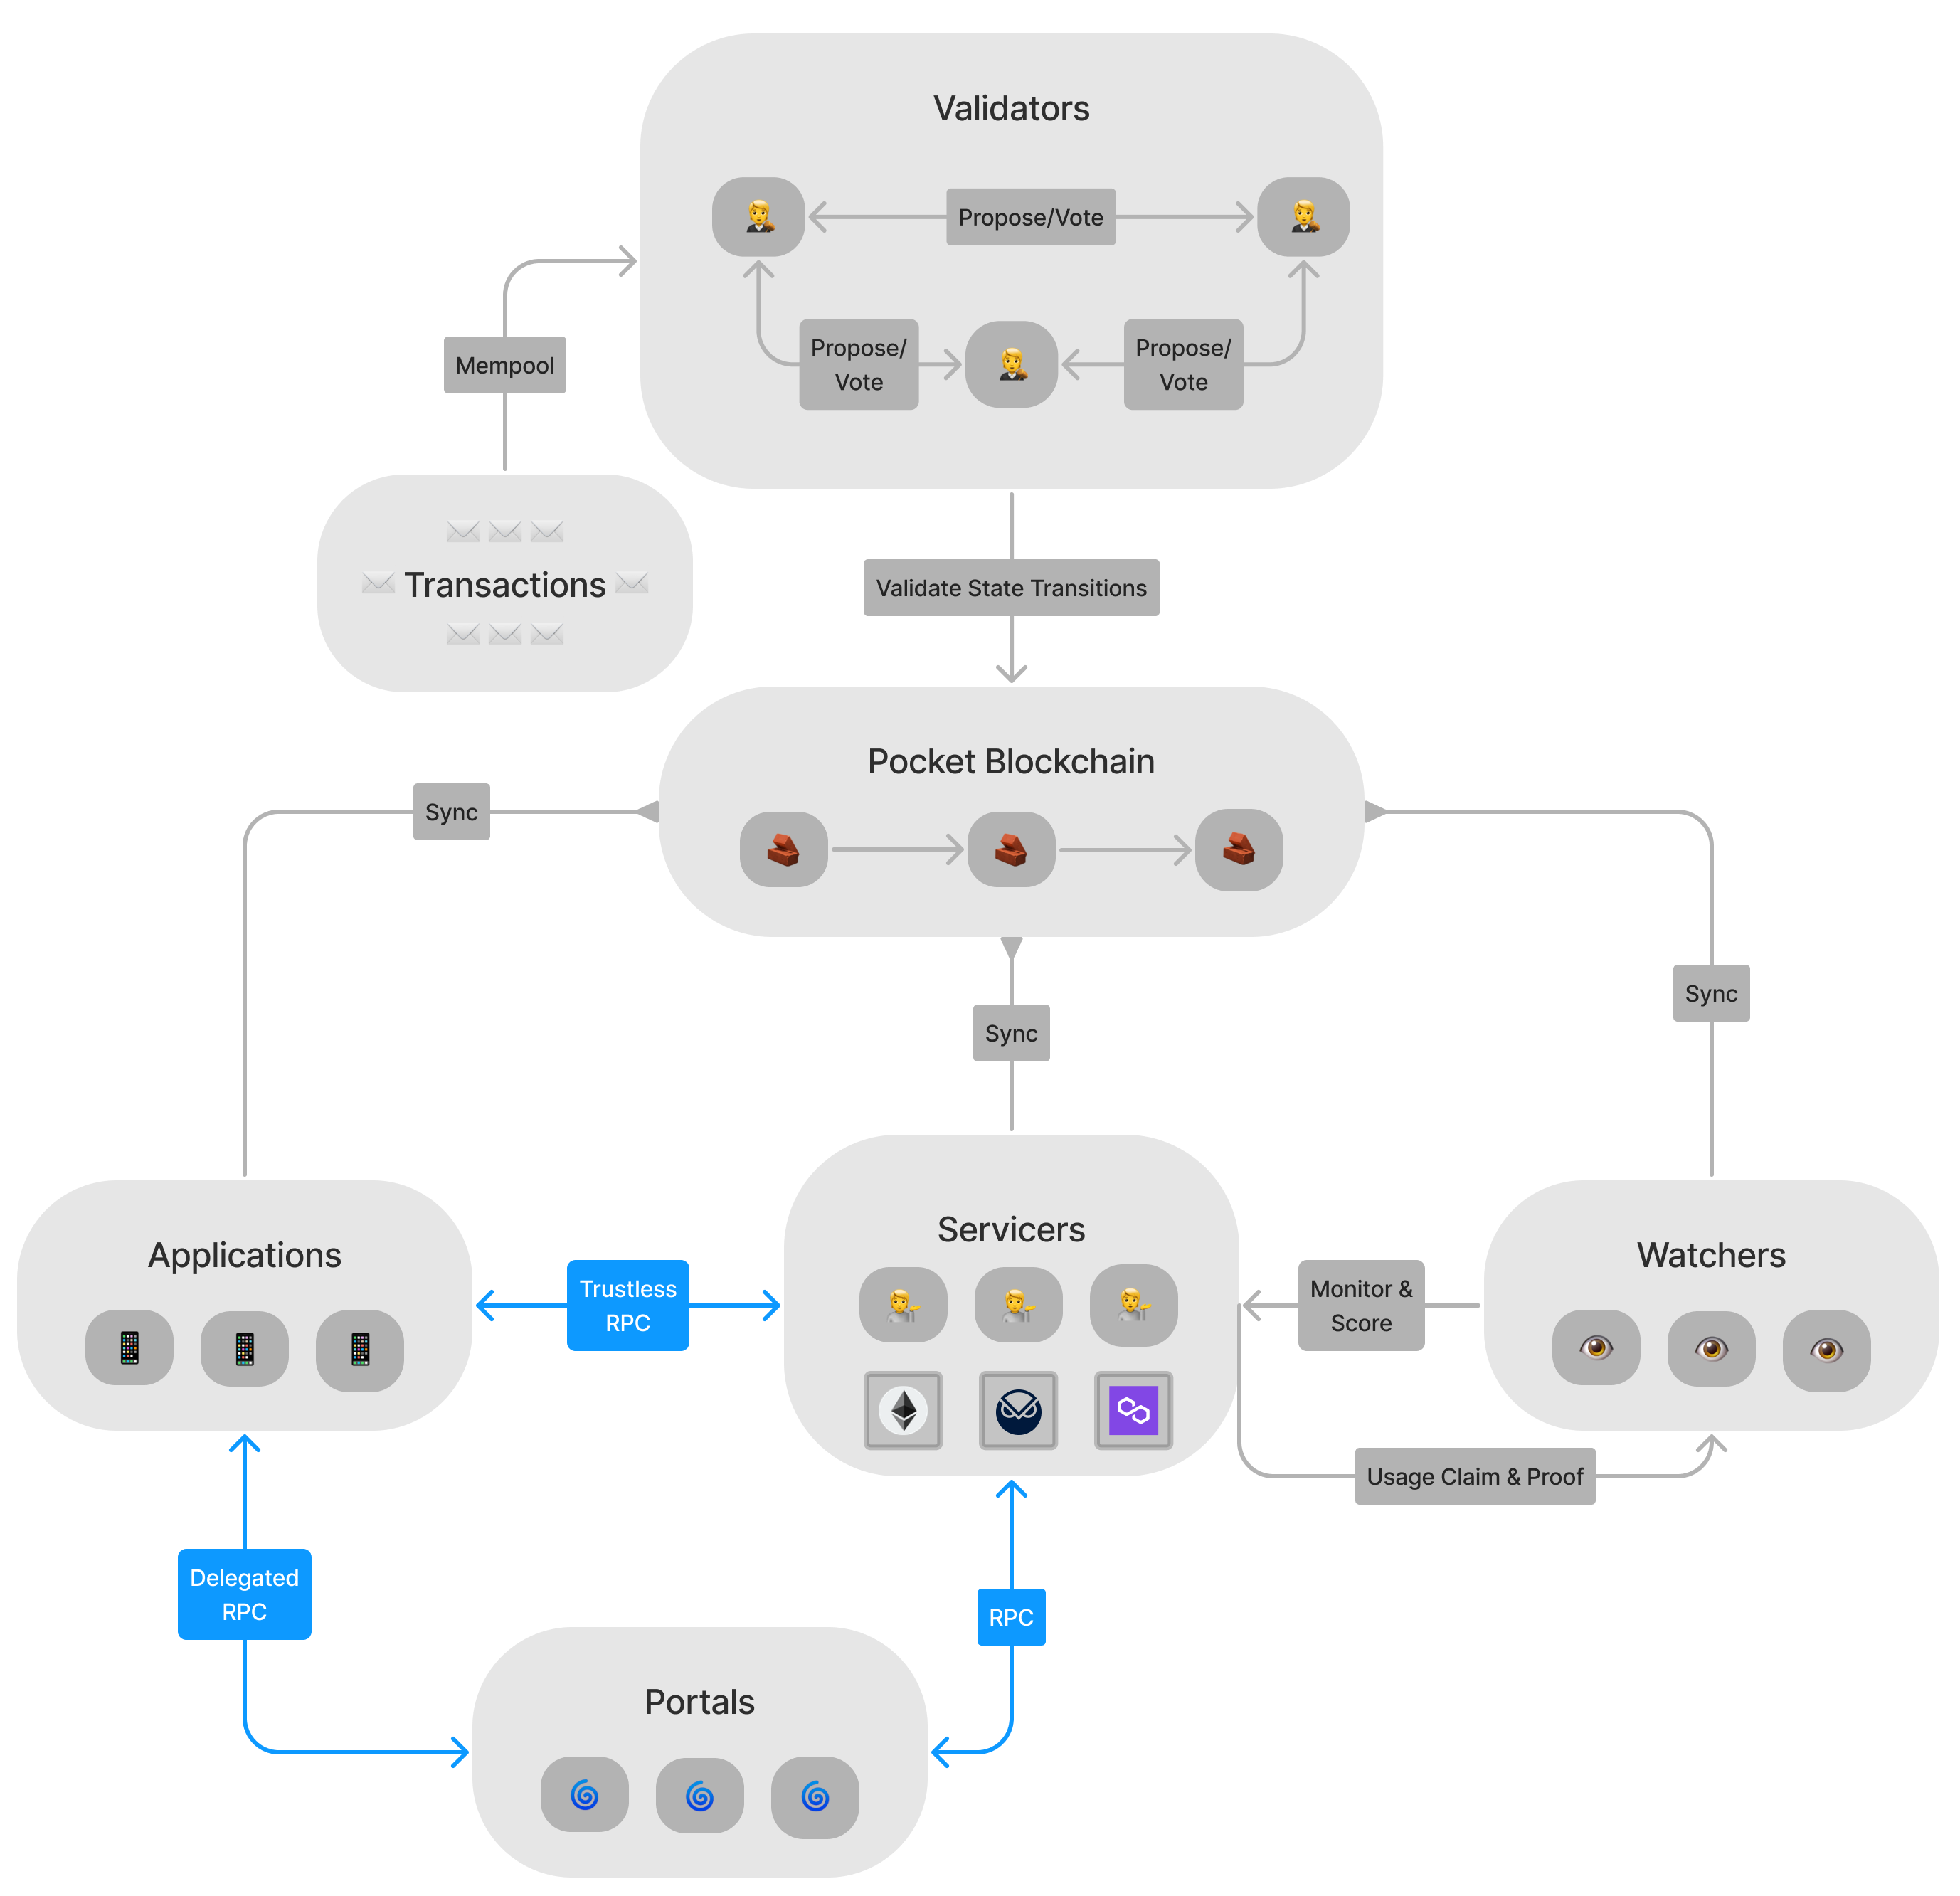 Validators
Propose/Vote
Propose/
Vote
Propose/
Vote
Mempool
Transactions
Validate State Transitions
Pocket Blockchain
Sync
Sync
Sync
Applications
Trustless
RPC
Servicers
Monitor &
Score
Watchers
Usage Claim & Proof
Delegated
RPC
RPC
Portals